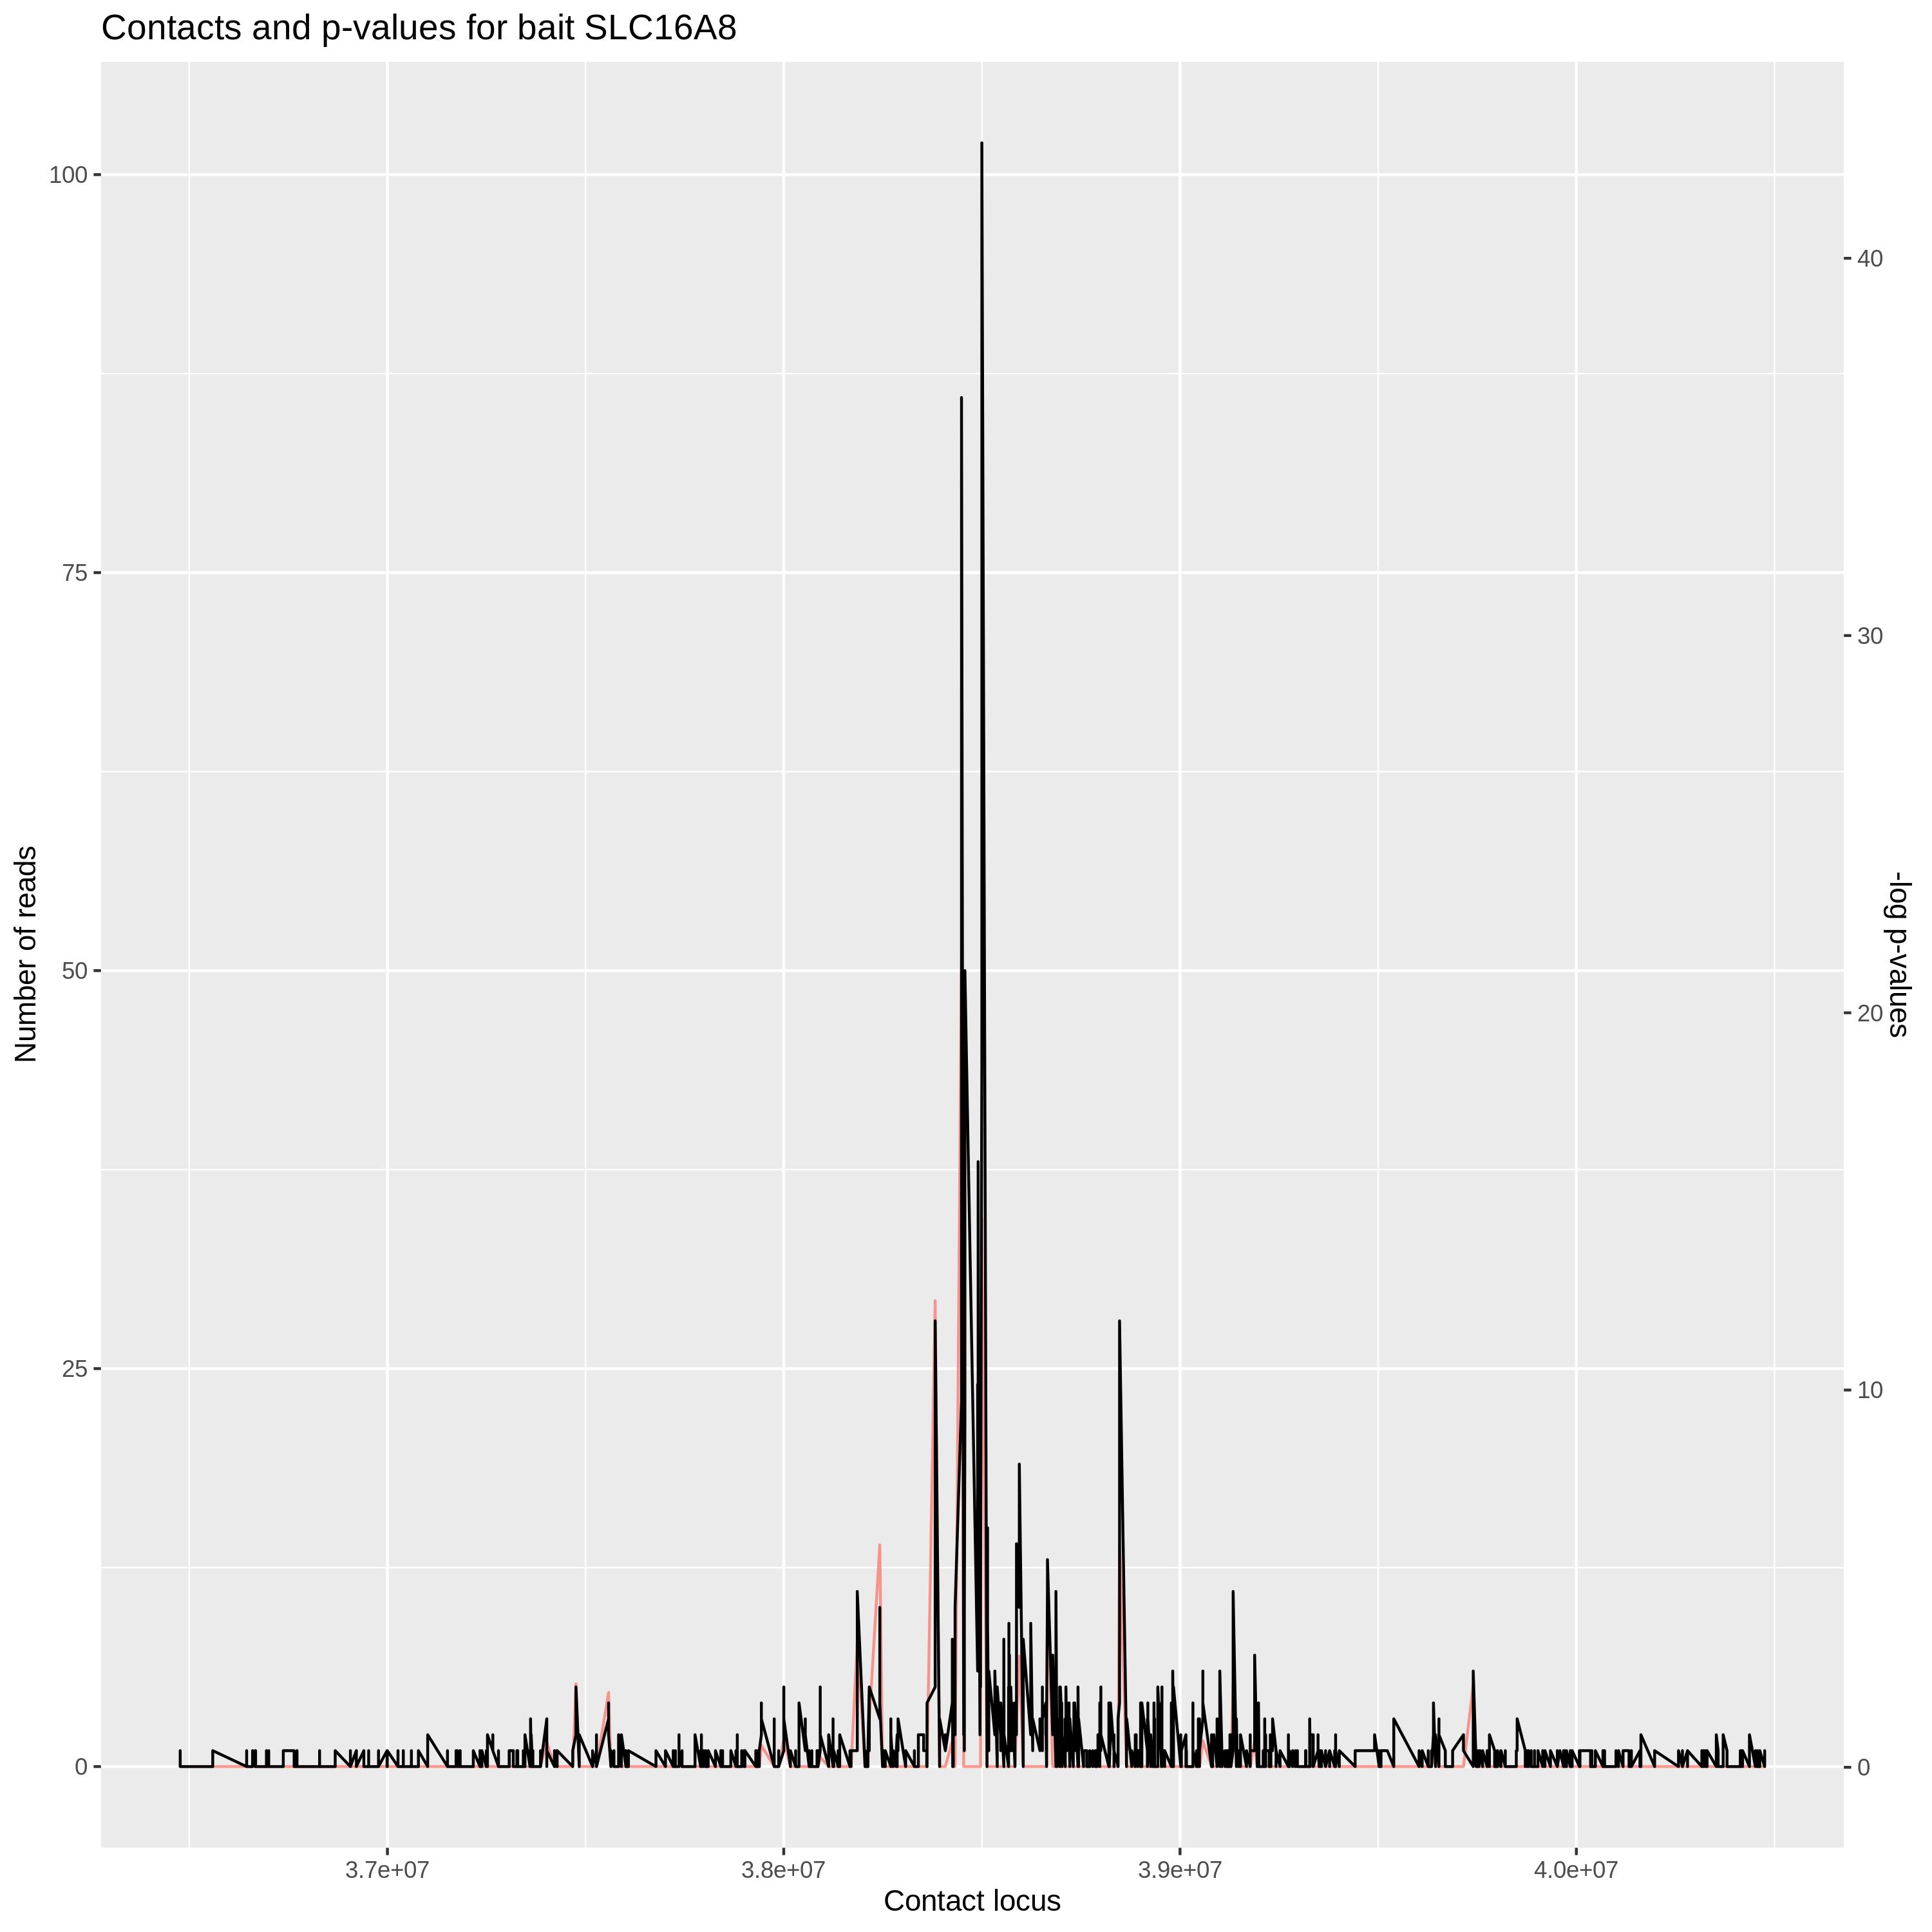 Contacts and p-values for bait SLC16A8
100
75
50
25
0
Number of reads
40
30
20
10
0
-log p-values
3.7e+07
3.8e+07
3.9e+07
4.0e+07
Contact locus